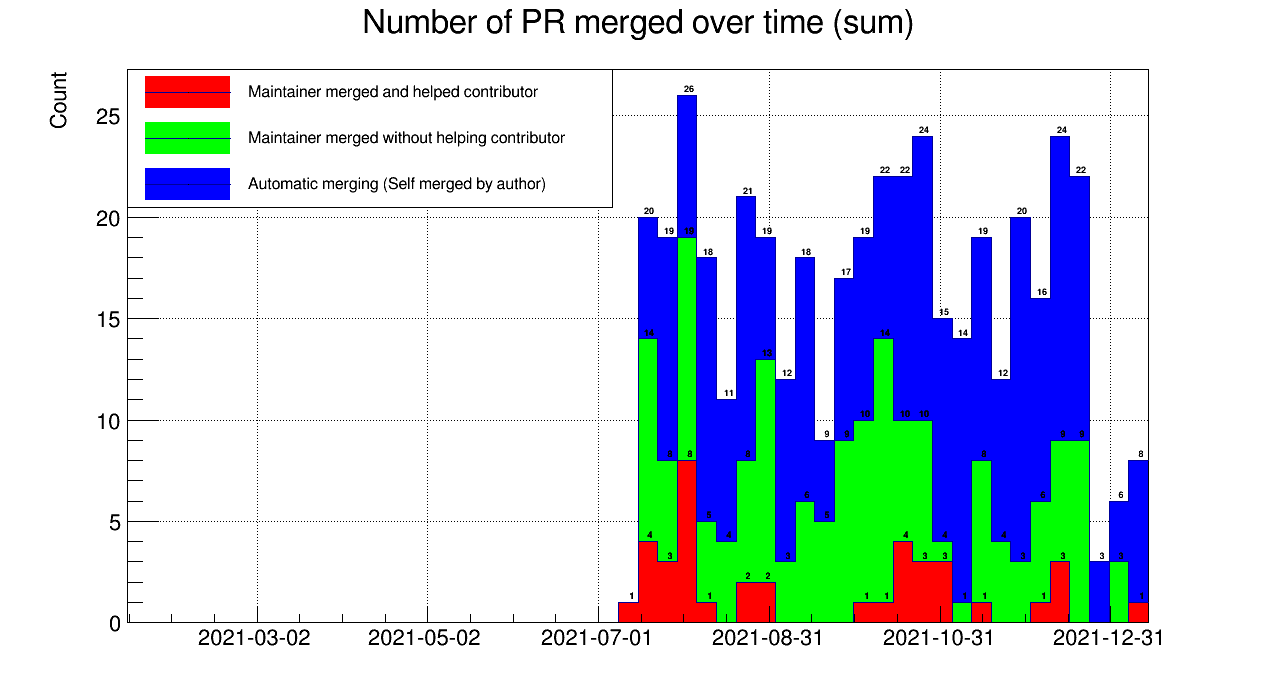 Number of PR merged over time (sum)
Count
Maintainer merged and helped contributor
Maintainer merged without helping contributor
Automatic merging (Self merged by author)
25
20
15
10
5
0
26
24 24
22 22 22
21
20 20
19 19 19 19 19
18 18
17
16
15
14
12 12
11
9
8
6
3
1
19
14 14
13
10 10 10
9 9 9
8 8 8
6 6
5 5
4 4 4
3 3 3
1
8
4 4
3 3 3 3
2 2
1 1 1 1 1 1
2021-03-02 2021-05-02 2021-07-01 2021-08-31 2021-10-31 2021-12-31